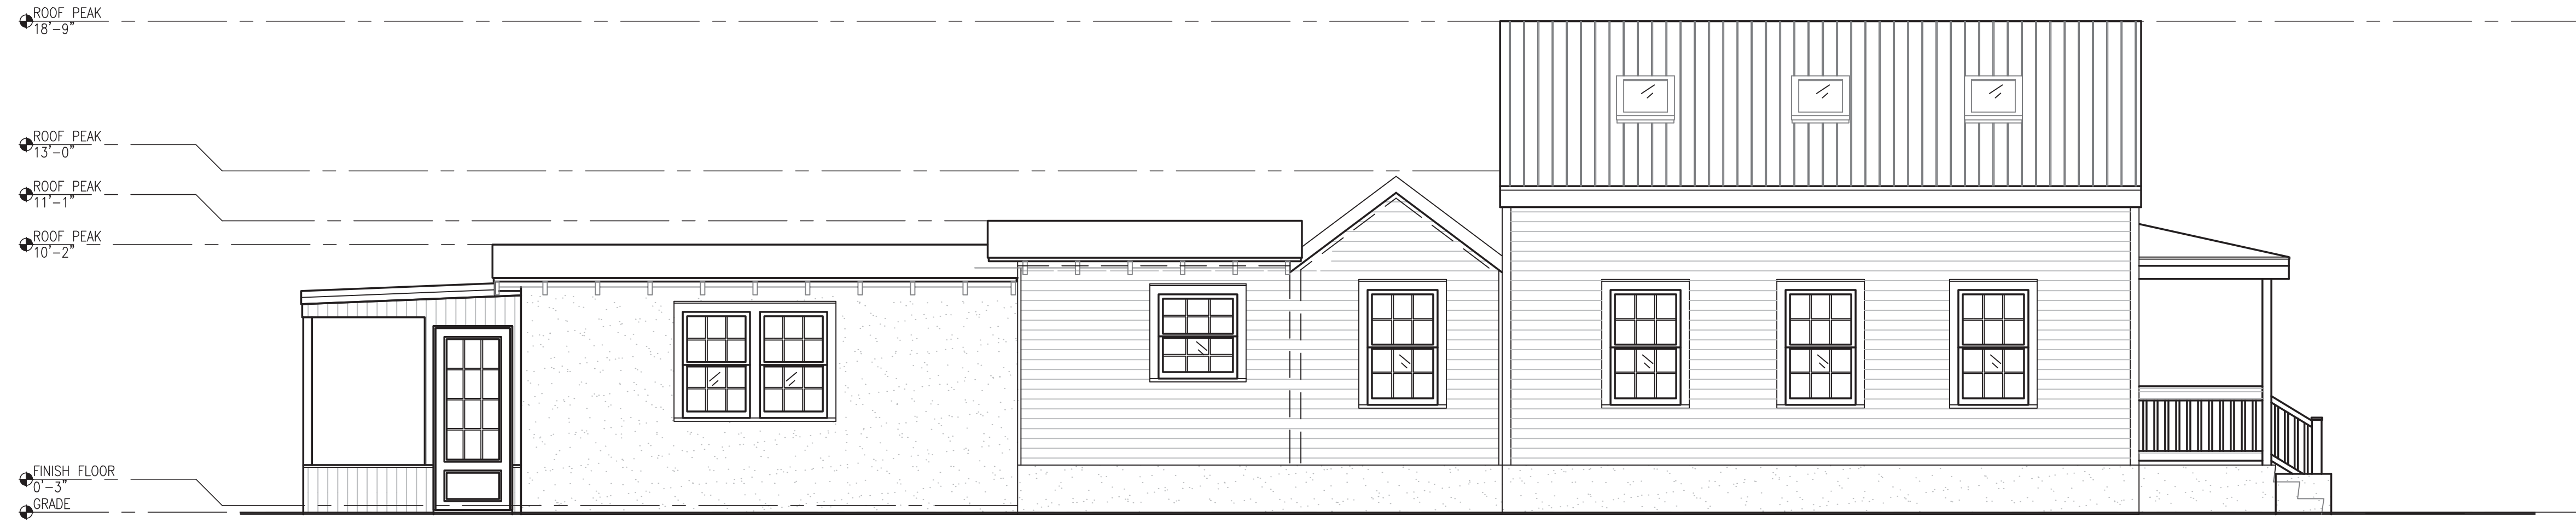 ROOF PEAK
18'-9"
ROOF PEAK
13'-0"
ROOF PEAK
11'-1"
ROOF PEAK
10'-2"
FINISH FLOOR
0'-3"
GRADE